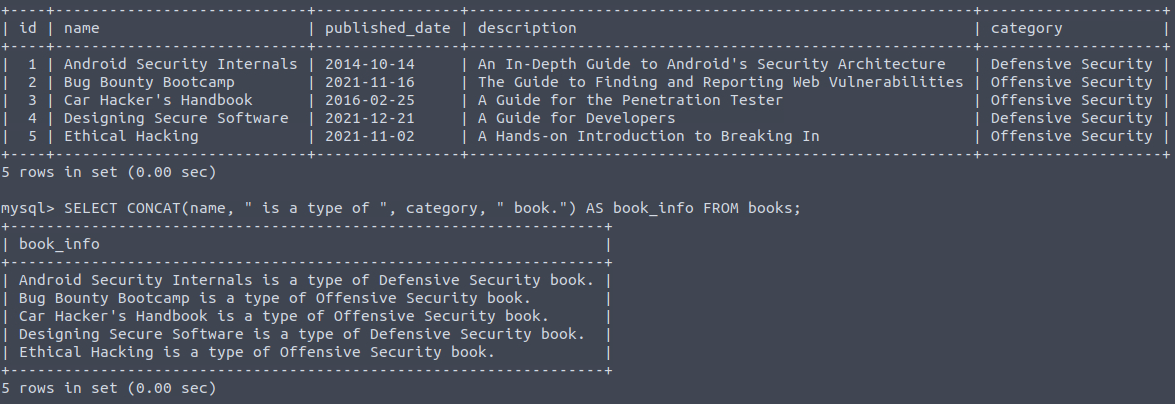 +----+----------------------------+----------------+--------------------------------------------------------+--------------------+
| id | name                       | published_date | description                                            | category           |
+----+----------------------------+----------------+--------------------------------------------------------+--------------------+
|  1 | Android Security Internals | 2014-10-14     | An In-Depth Guide to Android's Security Architecture   | Defensive Security |
|  2 | Bug Bounty Bootcamp        | 2021-11-16     | The Guide to Finding and Reporting Web Vulnerabilities | Offensive Security |
|  3 | Car Hacker's Handbook      | 2016-02-25     | A Guide for the Penetration Tester                     | Offensive Security |
|  4 | Designing Secure Software  | 2021-12-21     | A Guide for Developers                                 | Defensive Security |
|  5 | Ethical Hacking            | 2021-11-02     | A Hands-on Introduction to Breaking In                 | Offensive Security |
+----+----------------------------+----------------+--------------------------------------------------------+--------------------+
5 rows in set (0.00 sec)

mysql> SELECT CONCAT(name, " is a type of ", category, " book.") AS book_info FROM books;
+------------------------------------------------------------------+
| book_info                                                        |
+------------------------------------------------------------------+
| Android Security Internals is a type of Defensive Security book. |
| Bug Bounty Bootcamp is a type of Offensive Security book.        |
| Car Hacker's Handbook is a type of Offensive Security book.      |
| Designing Secure Software is a type of Defensive Security book.  |
| Ethical Hacking is a type of Offensive Security book.            |
+------------------------------------------------------------------+
5 rows in set (0.00 sec)